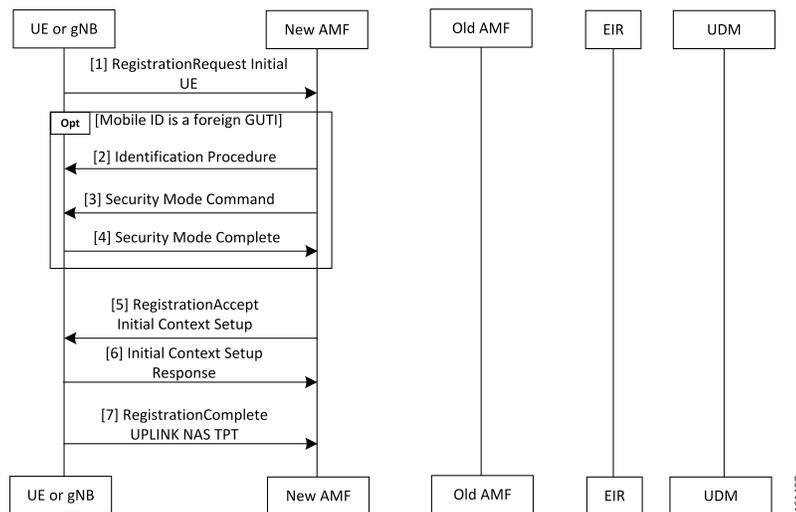 UE or gNB
New AMF
Old AMF
EIR
UDM
[1] RegistrationRequest Initial
UE
Opt
[Mobile ID is a foreign GUTI]
[2] Identification Procedure
[3] Security Mode Command
[4] Security Mode Complete
[5] RegistrationAccept
Initial Context Setup
[6] Initial Context Setup
Response
[7] RegistrationComplete
UPLINK NAS TPT
UE or gNB
New AMF
Old AMF
EIR
UDM